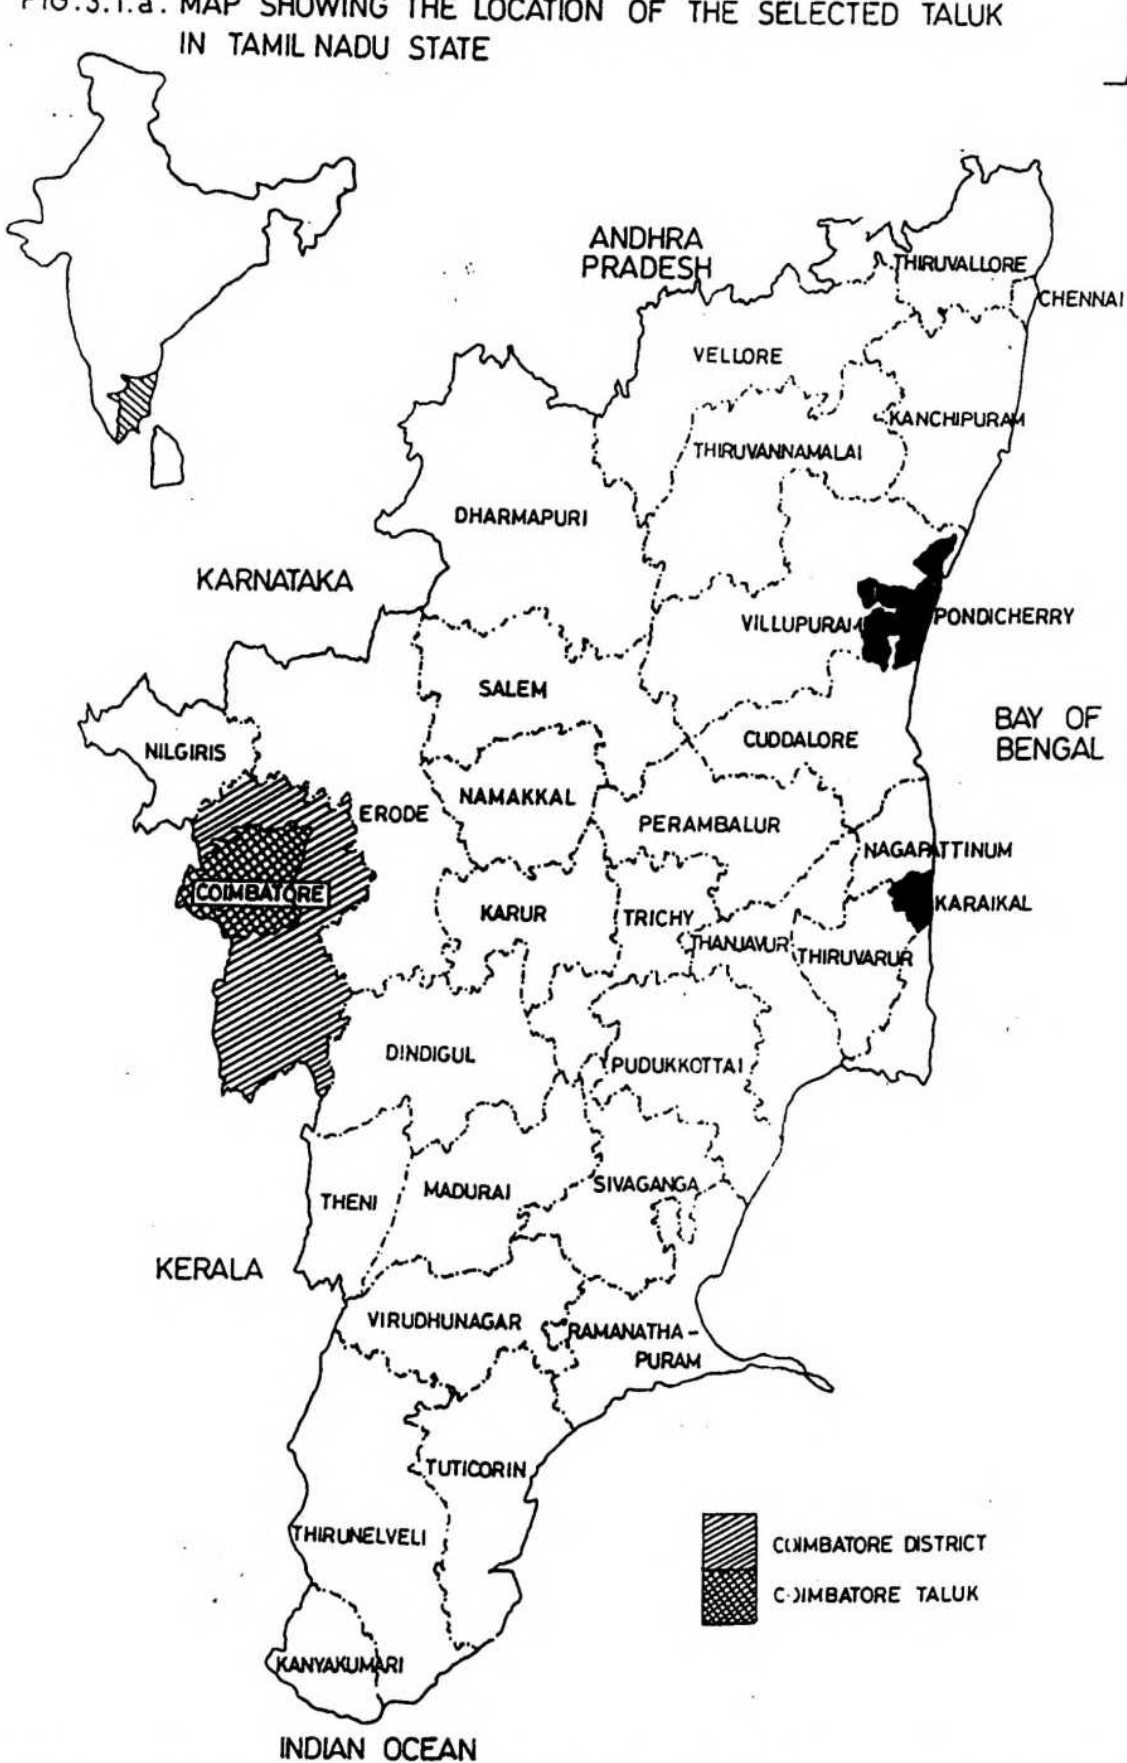 FIG.3.1.a. MAP SHOWING THE LOCATION OF THE SELECTED TALUK
IN TAMIL NADU STATE
ANDHRA
PRADESH
THIRUVALLORE
CHENNAI
VELLORE
KANCHIPURAM
THIRUVANNAMALAI
DHARMAPURI
KARNATAKA
VILLUPURAM
PONDICHERRY
SALEM
BAY OF
BENGAL
NILGIRIS
CUDDALORE
NAMAKKAL
ERODE
PERAMBALUR
NAGAPATTINUM
COIMBATORE
KARUR
TRICHY
KARAIKAL
THANJAVUR
THIRUVARUR
DINDIGUL
PUDUKKOTTAI
THENI
MADURAI
SIVAGANGA
KERALA
VIRUDHUNAGAR
RAMANATHA-
PURAM
TUTICORIN
THIRUNELVELI
COIMBATORE DISTRICT
COIMBATORE TALUK
KANYAKUMARI
INDIAN OCEAN